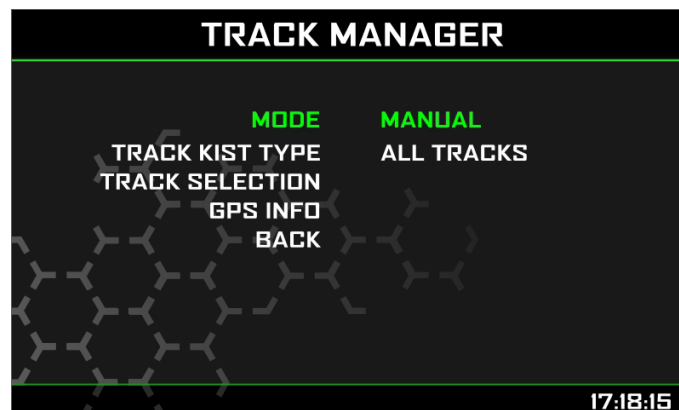 TRACK MANAGER
MODE MANUAL
TRACK KIST TYPE ALL TRACKS
TRACK SELECTION
GPS INFO
BACK
17:18:15